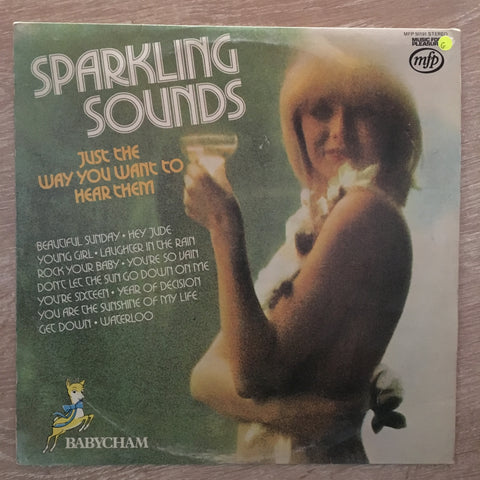 SPARKLING
SOUNDS
JUST THE
WAY YOU WANT TO
HEAR THEM
BEAUTIFUL SUNDAY • HEY JUDE
YOUNG GIRL • LAUGHTER IN THE RAIN
ROCK YOUR BABY • YOU'RE SO VAIN
DON'T LET THE SUN GO DOWN ON ME
YOU'RE SIXTEEN • YEAR OF DECISION
YOU ARE THE SUNSHINE OF MY LIFE
GET DOWN • WATERLOO
BABYCHAM
STEREO
MUSIC FOR
PLEASURE
G
mfp